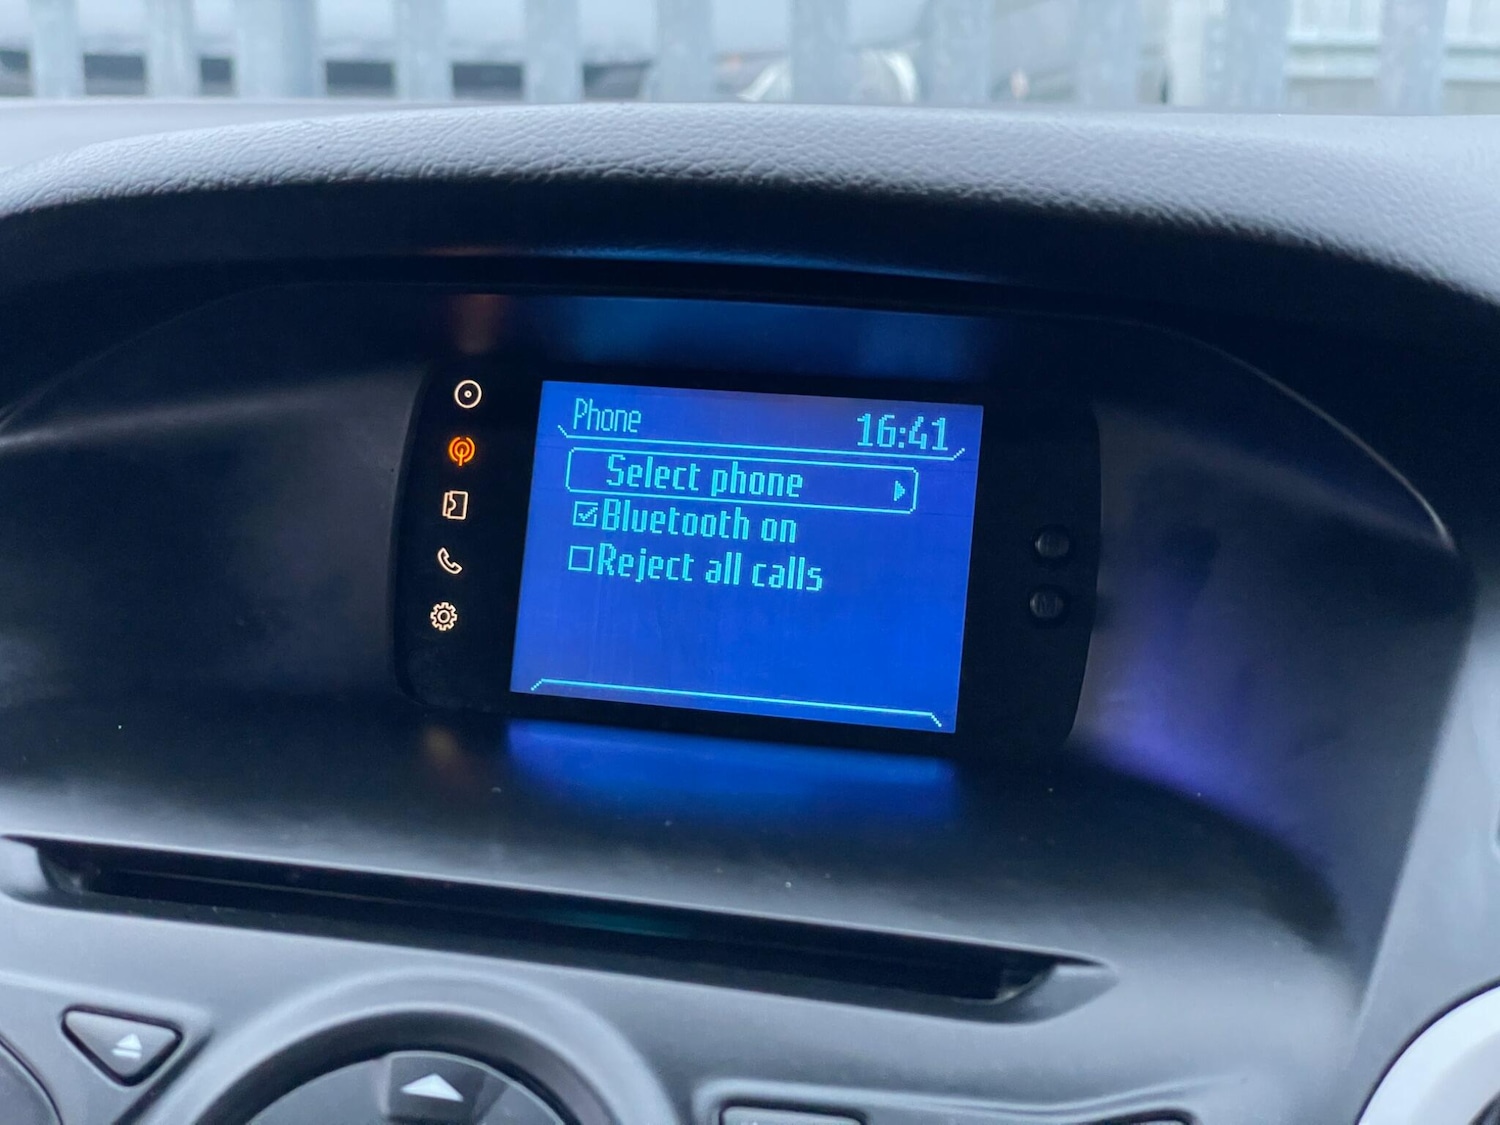 Phone
16:41
Select phone
Bluetooth on
Reject all calls